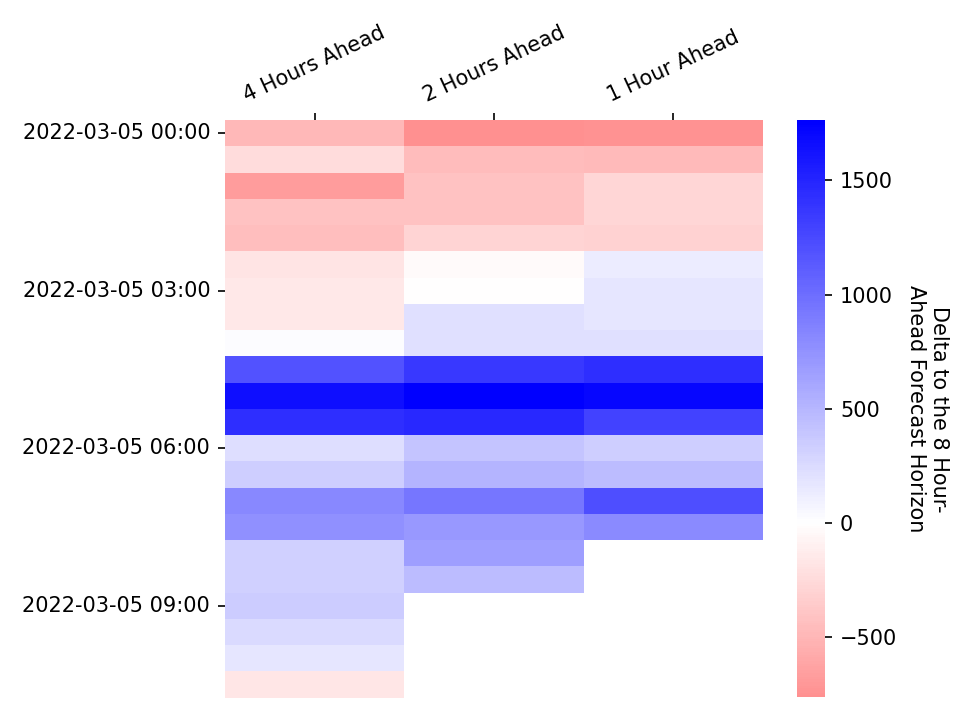 4 Hours Ahead
2 Hours Ahead
1 Hour Ahead
2022-03-05 00:00
2022-03-05 03:00
2022-03-05 06:00
2022-03-05 09:00
1500
1000
500
0
−500
Delta to the 8 Hour-
Ahead Forecast Horizon